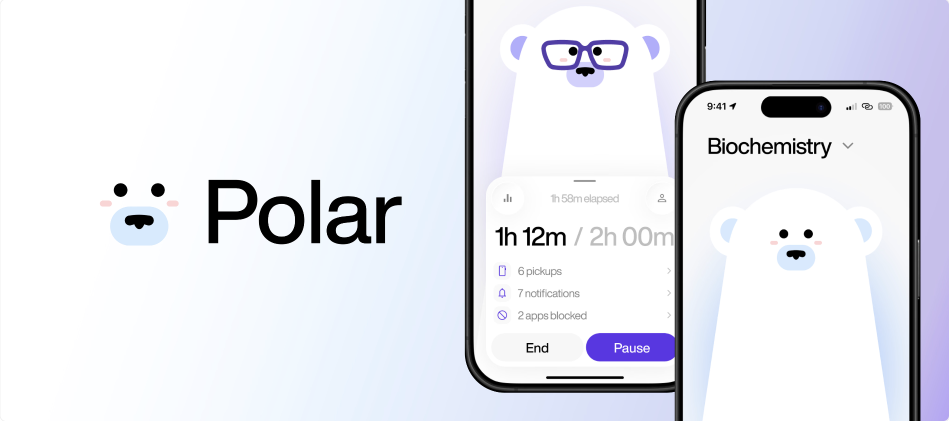 Polar
1h 58m elapsed
1h 12m / 2h 00m
6 pickups
7 notifications
2 apps blocked
End
Pause
9:41
100
Biochemistry